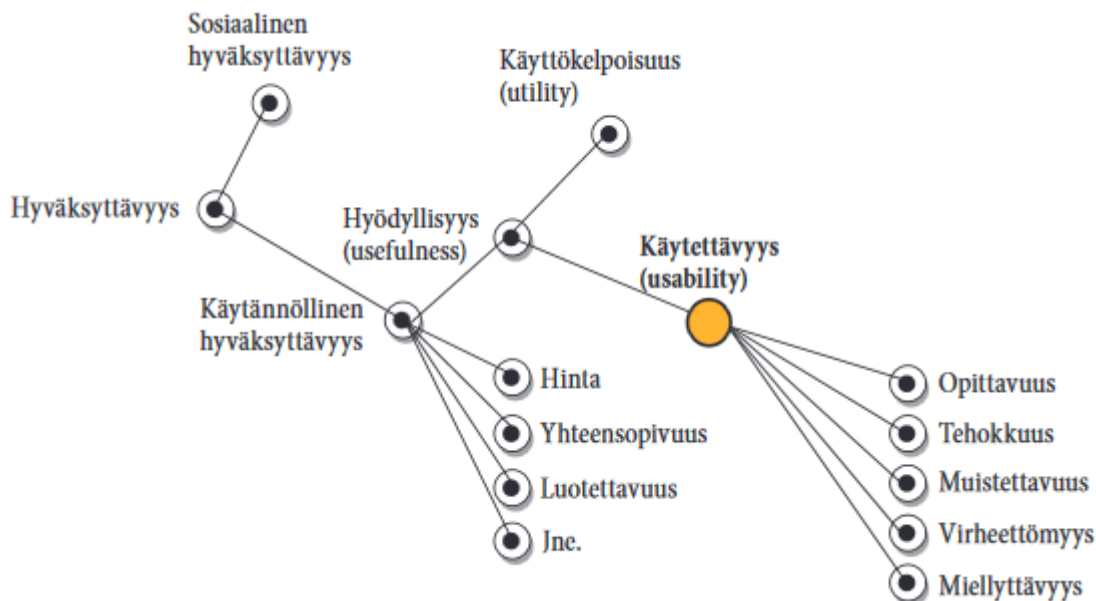 Sosiaalinen
hyväksyttävyys
Käyttökelpoisuus
(utility)
Hyväksyttävyys
Hyödyllisyys
(usefulness)
Käytettävyys
(usability)
Käytännöllinen
hyväksyttävyys
Hinta
Yhteensopivuus
Luotettavuus
Jne.
Opittavuus
Tehokkuus
Muistettavuus
Virheettömyys
Miellyttävyys